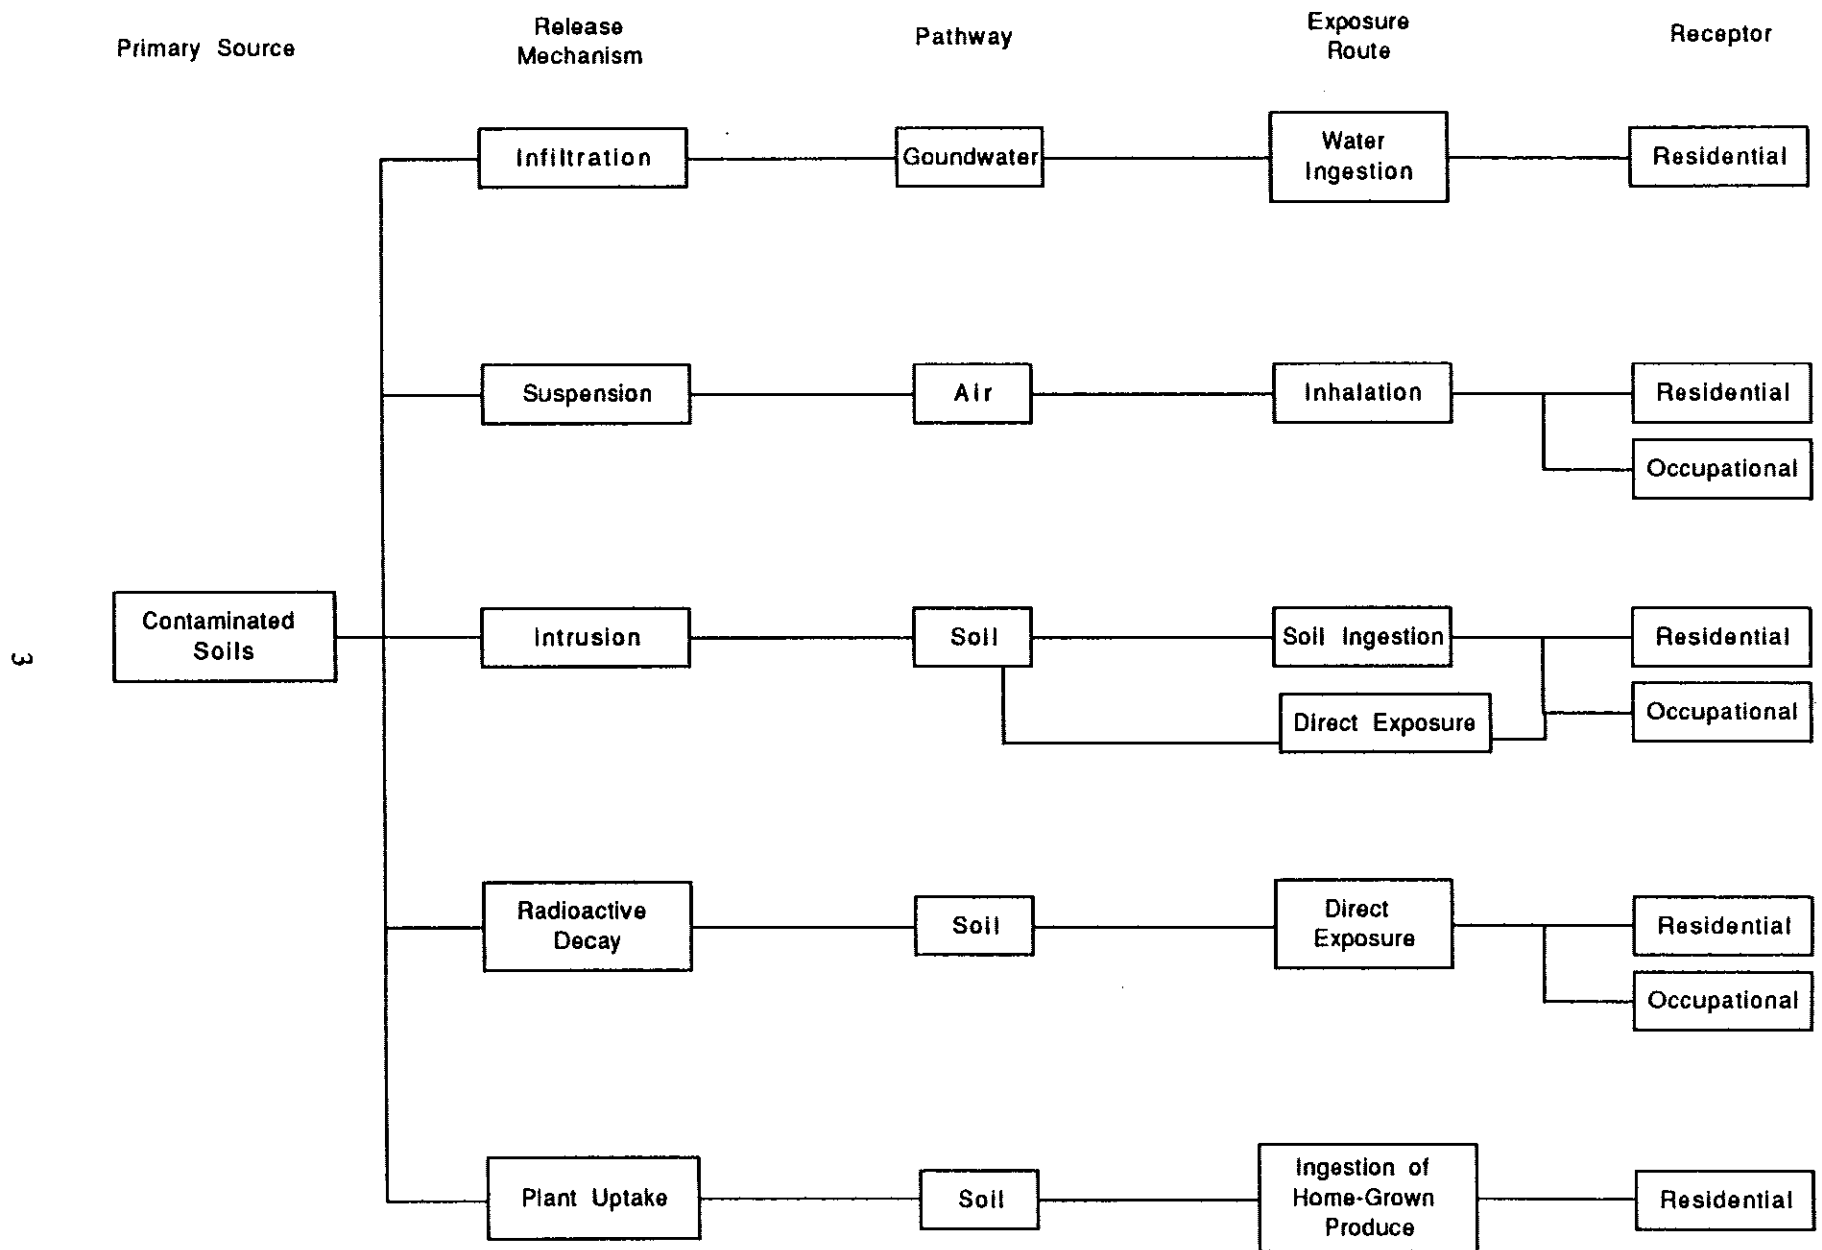 Primary Source
Release
Mechanism
Pathway
Exposure
Route
Receptor
Infiltration
Goundwater
Water
Ingestion
Residential
Suspension
Air
Inhalation
Residential
Occupational
Contaminated
Soils
Intrusion
Soil
Soil Ingestion
Residential
Direct Exposure
Occupational
3
Radioactive
Decay
Soil
Direct
Exposure
Residential
Occupational
Plant Uptake
Soil
Ingestion of
Home-Grown
Produce
Residential